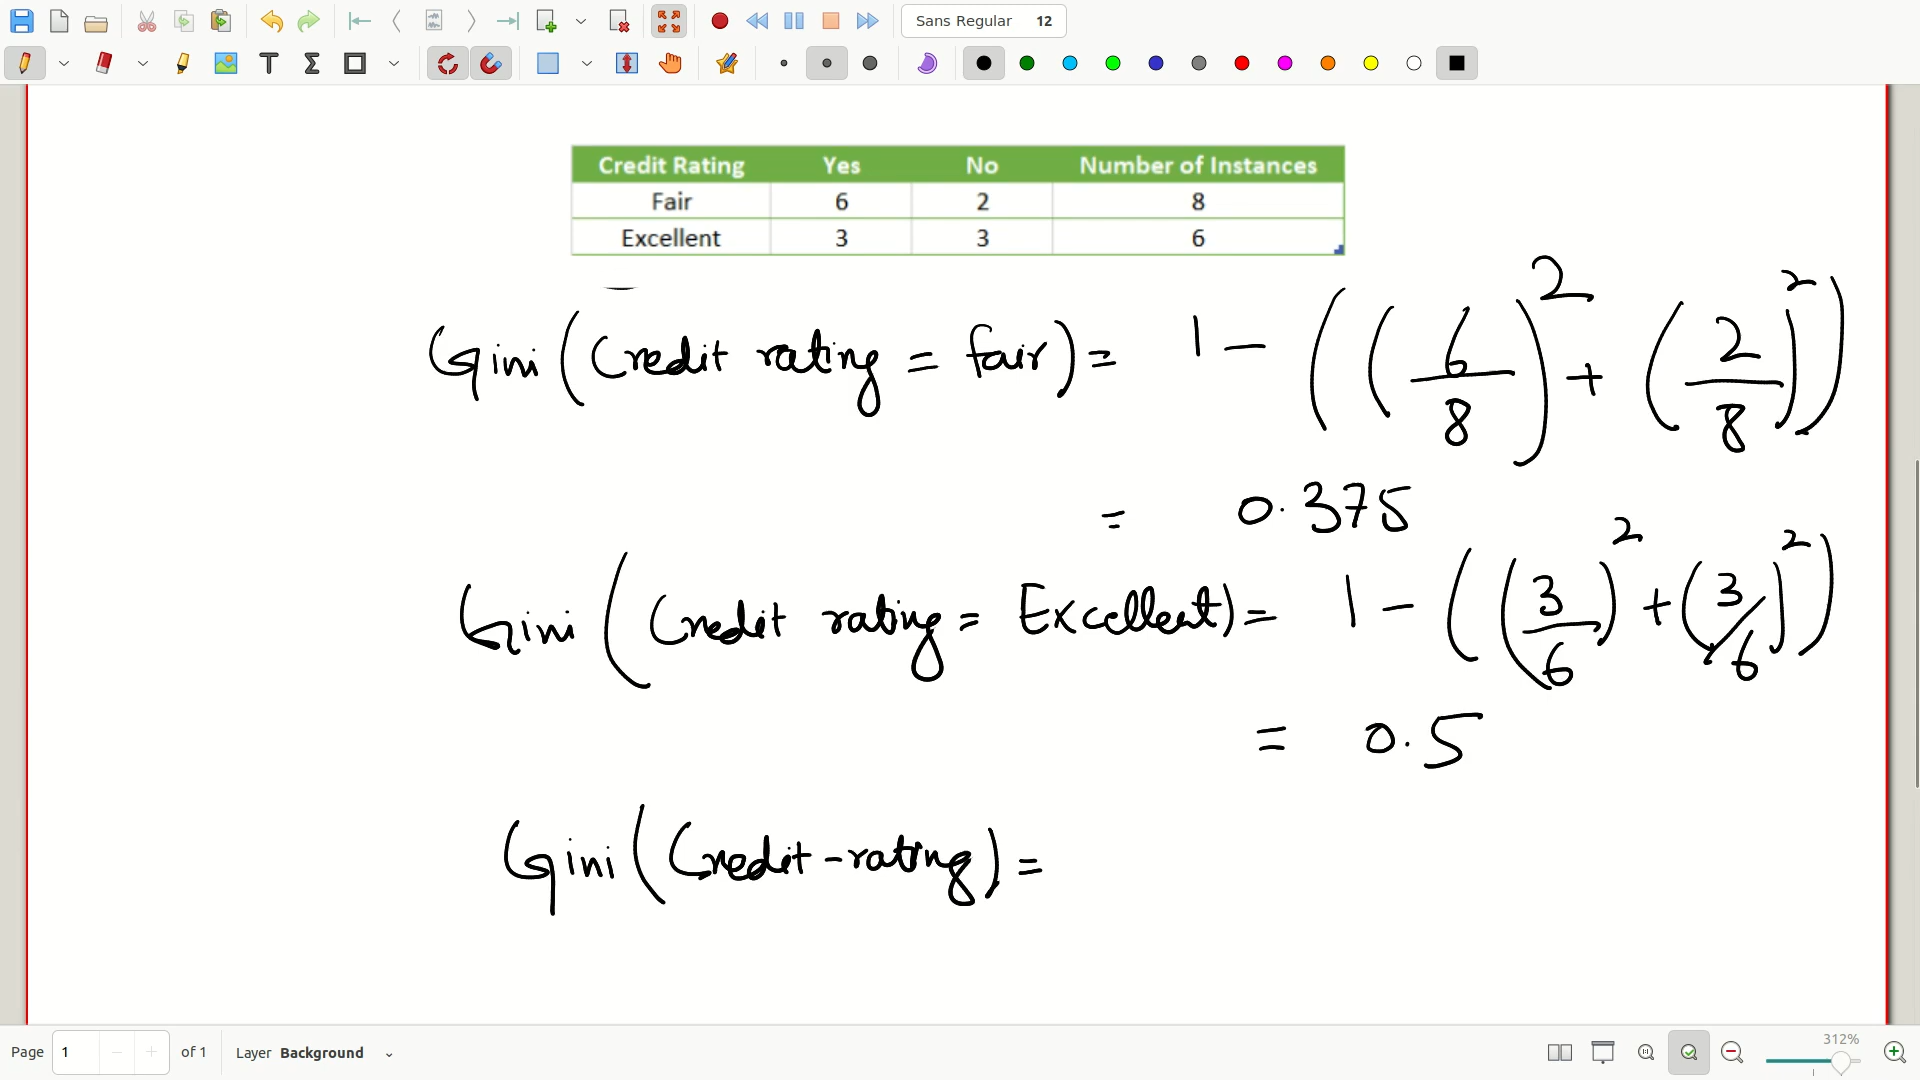 Sans Regular 12
Credit Rating Yes No Number of Instances
Fair 6 2 8
Excellent 3 3 6
Gini (Credit rating = fair) = 1 - ((6/8)^2 + (2/8)^2)
= 0.375
Gini (Credit rating = Excellent) = 1 - ((3/6)^2 + (3/6)^2)
= 0.5
Gini (Credit-rating) =
Page 1 of 1 Layer Background 312%